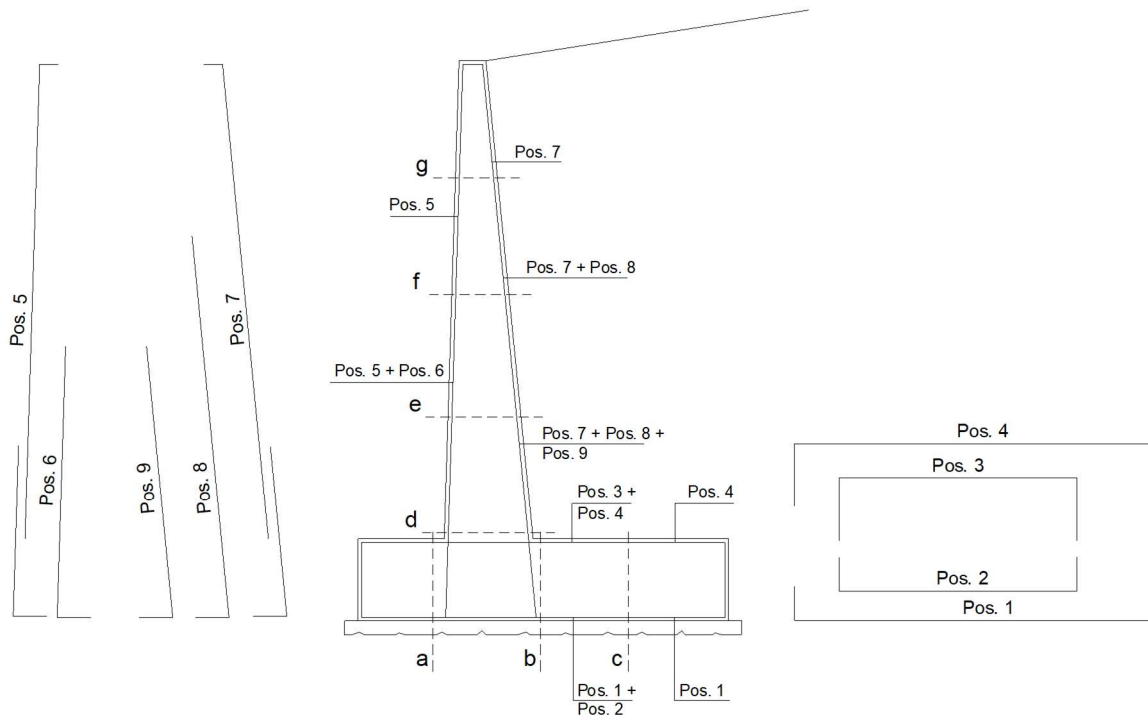 Pos. 7
g
Pos. 5
Pos. 7 + Pos. 8
f
Pos. 5
Pos. 7
Pos. 5 + Pos. 6
e
Pos. 7 + Pos. 8 +
Pos. 9
Pos. 4
Pos. 6
Pos. 9
Pos. 8
Pos. 3
Pos. 3 +
Pos. 4
Pos. 4
d
Pos. 2
Pos. 1
a
b
c
Pos. 1 +
Pos. 2
Pos. 1